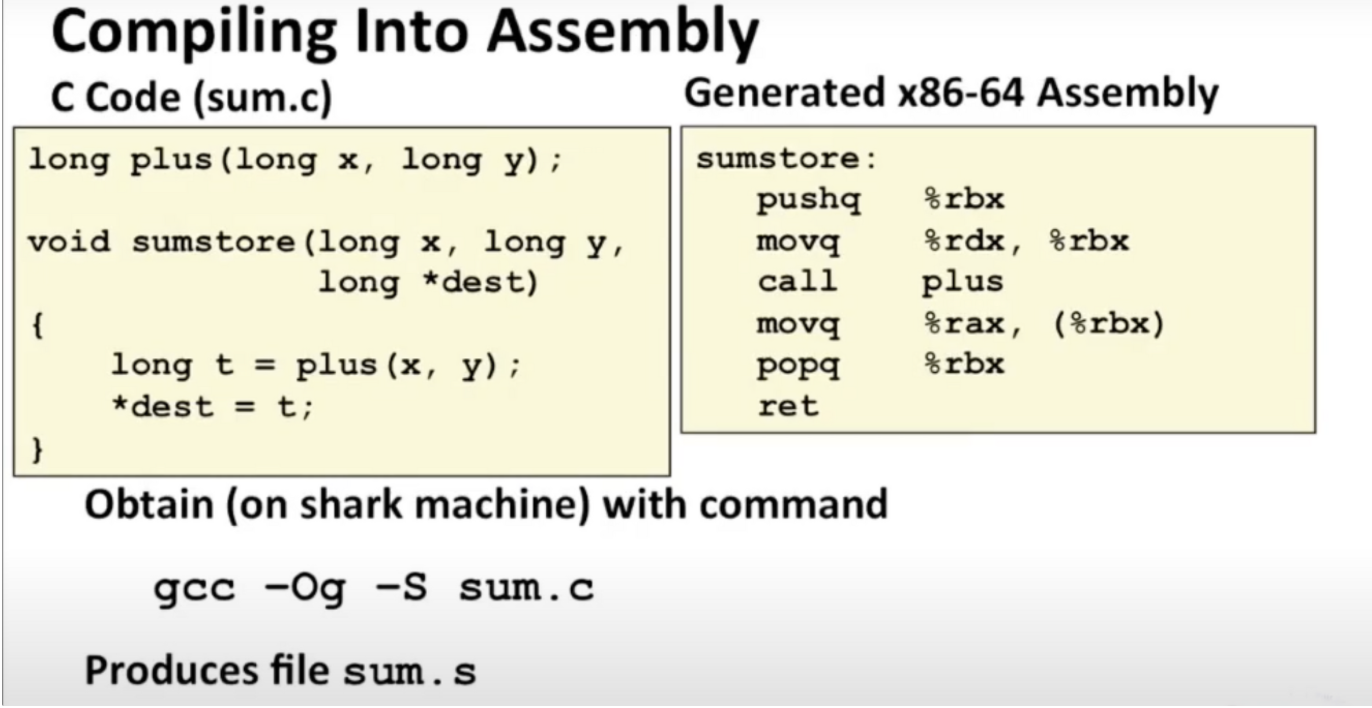 Compiling Into Assembly
C Code (sum.c)
long plus(long x, long y);
void sumstore(long x, long y,
              long *dest)
{
    long t = plus(x, y);
    *dest = t;
}
Generated x86-64 Assembly
sumstore:
   pushq   %rbx
   movq    %rdx, %rbx
   call    plus
   movq    %rax, (%rbx)
   popq    %rbx
   ret
Obtain (on shark machine) with command
gcc –Og –S sum.c
Produces file sum.s